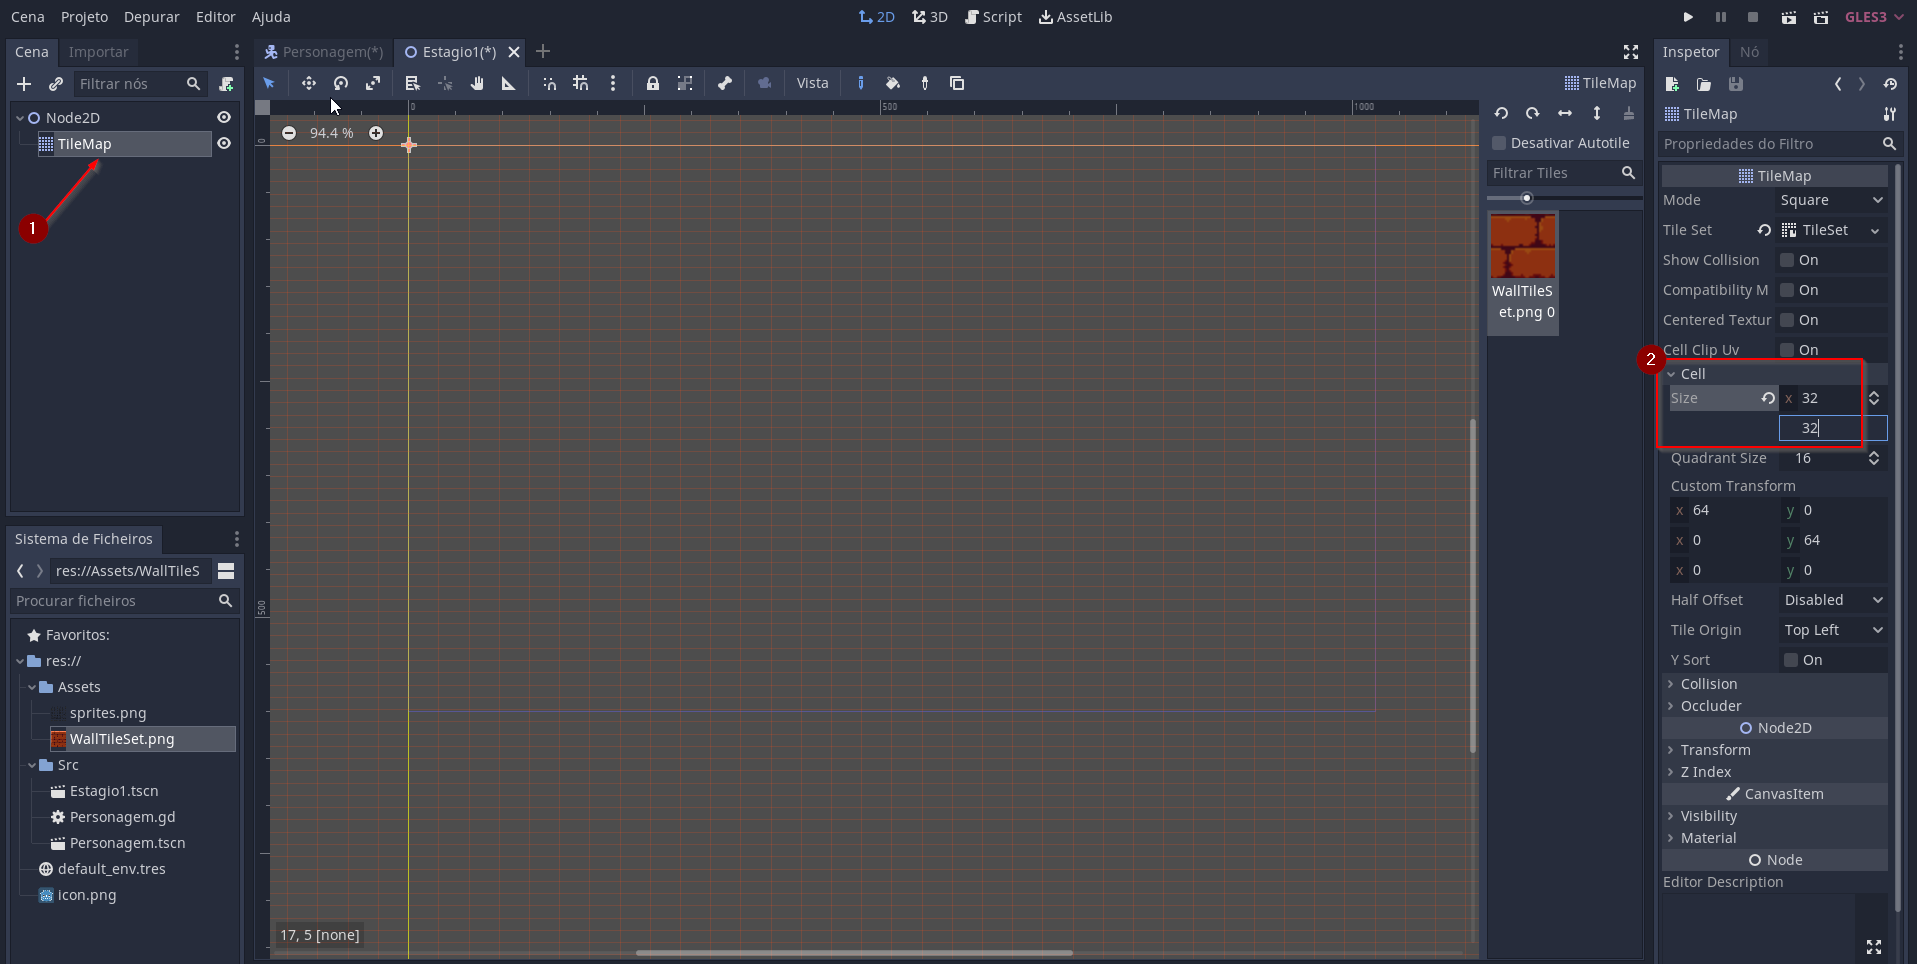 Cena Projeto Depurar Editor Ajuda
2D 3D Script AssetLib
GLES3
Cena Importar
Filtrar nós
Node2D
TileMap
1
Sistema de Ficheiros
res://Assets/WallTileS
Procurar ficheiros
Favoritos:
res://
Assets
sprites.png
WallTileSet.png
Src
Estagio1.tscn
Personagem.gd
Personagem.tscn
default_env.tres
icon.png
Personagem(*) Estagio1(*)
Vista
TileMap
0 500 1000
0
500
94.4 %
17, 5 [none]
Desativar Autotile
Filtrar Tiles
WallTileS
et.png 0
Inspetor Nó
TileMap
Propriedades do Filtro
TileMap
Mode Square
Tile Set TileSet
Show Collision On
Compatibility M On
Centered Textur On
Cell Clip Uv On
2
Cell
Size x 32
32
Quadrant Size 16
Custom Transform
x 64 y 0
x 0 y 64
x 0 y 0
Half Offset Disabled
Tile Origin Top Left
Y Sort On
Collision
Occluder
Node2D
Transform
Z Index
CanvasItem
Visibility
Material
Node
Editor Description